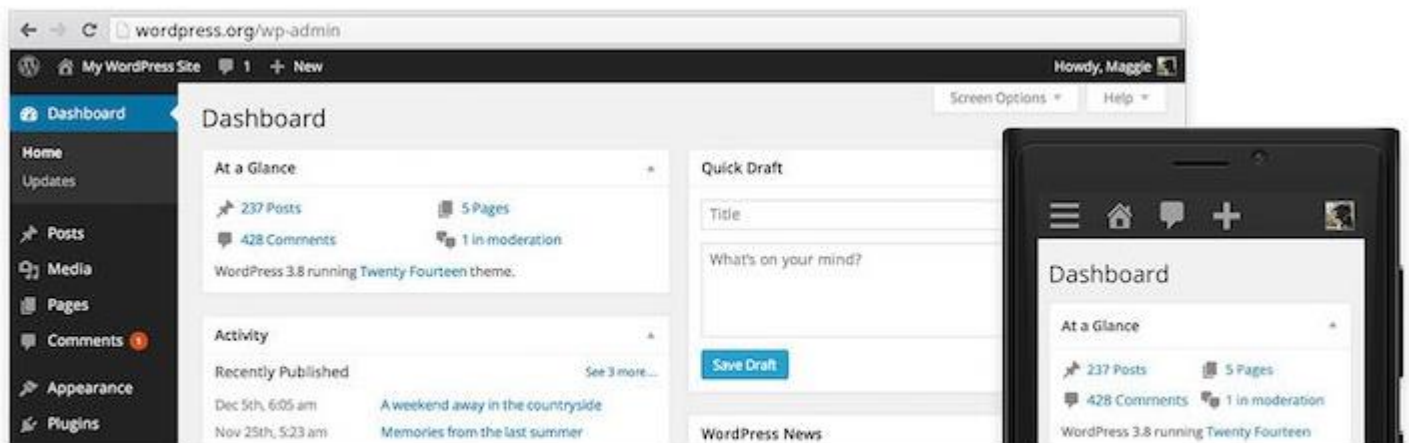 wordpress.org/wp-admin
My WordPress Site 1 + New Howdy, Maggie
Screen Options Help
Dashboard
Home
Updates
Posts
Media
Pages
Comments 1
Appearance
Plugins
Dashboard
At a Glance
237 Posts 5 Pages
428 Comments 1 in moderation
WordPress 3.8 running Twenty Fourteen theme.
Activity
Recently Published See 3 more...
Dec 5th, 6:05 am A weekend away in the countryside
Nov 25th, 5:23 am Memories from the last summer
Quick Draft
Title
What's on your mind?
Save Draft
WordPress News
Dashboard
At a Glance
237 Posts 5 Pages
428 Comments 1 in moderation
WordPress 3.8 running Twenty Fourteen